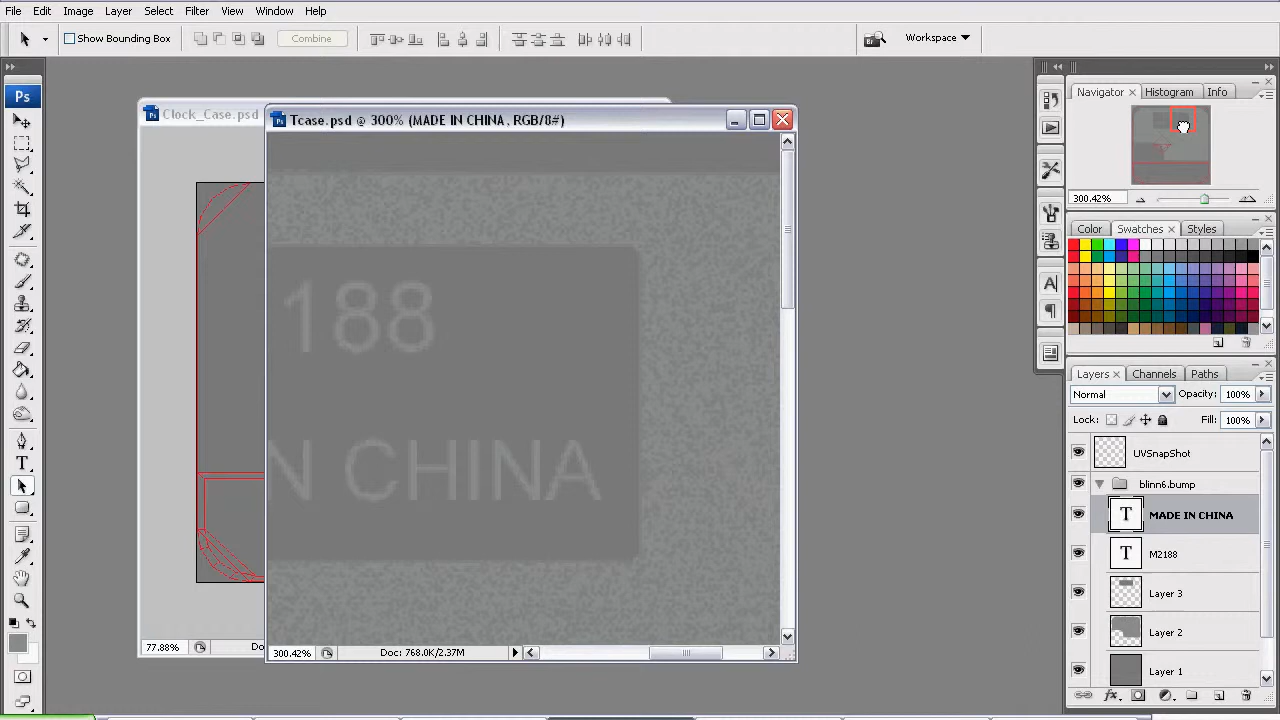 File Edit Image Layer Select Filter View Window Help
Show Bounding Box Combine Br Workspace
Ps
Clock_Case.psd
Tcase.psd @ 300% (MADE IN CHINA, RGB/8#)
188
N CHINA
77.88% Do
300.42% Doc: 768.0K/2.37M
Navigator Histogram Info
300.42%
Color Swatches Styles
Layers Channels Paths
Normal Opacity: 100%
Lock: Fill: 100%
UVSnapShot
blinn6.bump
T MADE IN CHINA
T M2188
Layer 3
Layer 2
Layer 1